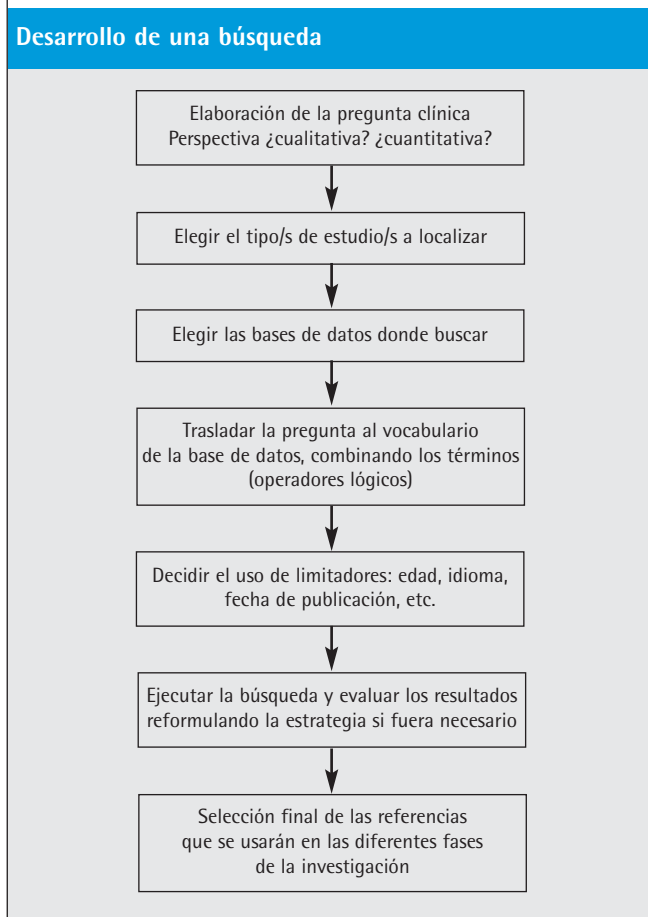 Desarrollo de una búsqueda
Elaboración de la pregunta clínica
Perspectiva ¿cualitativa? ¿cuantitativa?
Elegir el tipo/s de estudio/s a localizar
Elegir las bases de datos donde buscar
Trasladar la pregunta al vocabulario
de la base de datos, combinando los términos
(operadores lógicos)
Decidir el uso de limitadores: edad, idioma,
fecha de publicación, etc.
Ejecutar la búsqueda y evaluar los resultados
reformulando la estrategia si fuera necesario
Selección final de las referencias
que se usarán en las diferentes fases
de la investigación